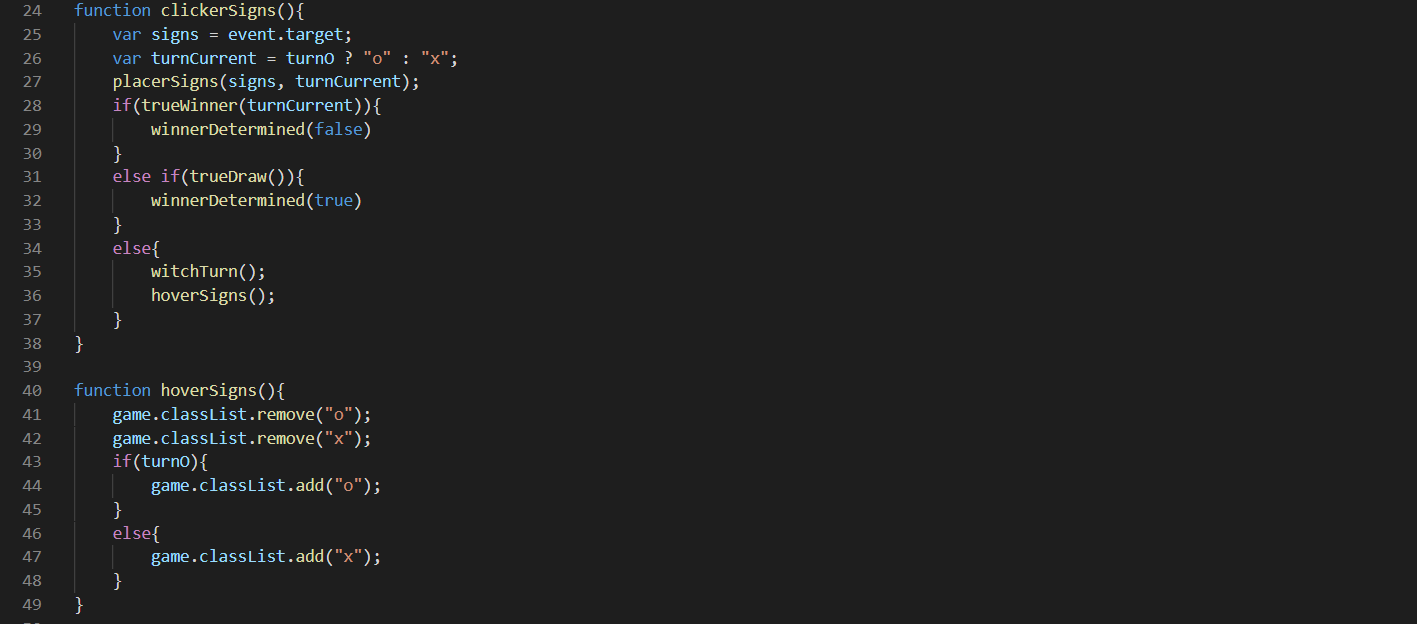 24 function clickerSigns(){
25     var signs = event.target;
26     var turnCurrent = turnO ? "o" : "x";
27     placerSigns(signs, turnCurrent);
28     if(trueWinner(turnCurrent)){
29         winnerDetermined(false)
30     }
31     else if(trueDraw()){
32         winnerDetermined(true)
33     }
34     else{
35         witchTurn();
36         hoverSigns();
37     }
38 }
39
40 function hoverSigns(){
41     game.classList.remove("o");
42     game.classList.remove("x");
43     if(turnO){
44         game.classList.add("o");
45     }
46     else{
47         game.classList.add("x");
48     }
49 }